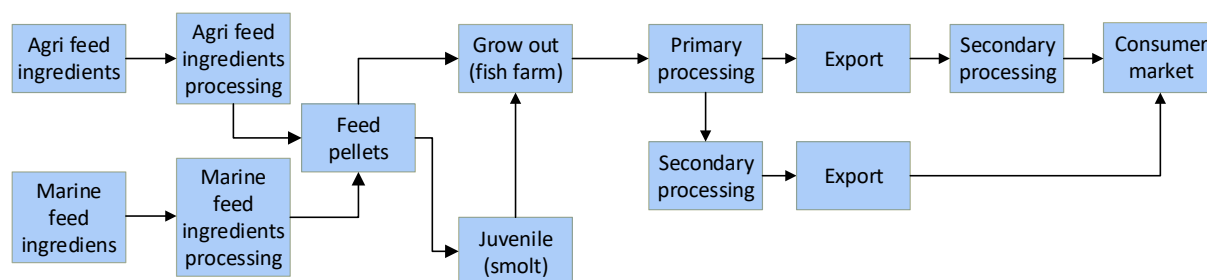 Agri feed
ingredients
Agri feed
ingredients
processing
Grow out
(fish farm)
Primary
processing
Export
Secondary
processing
Consumer
market
Feed
pellets
Marine
feed
ingrediens
Marine
feed
ingredients
processing
Secondary
processing
Export
Juvenile
(smolt)